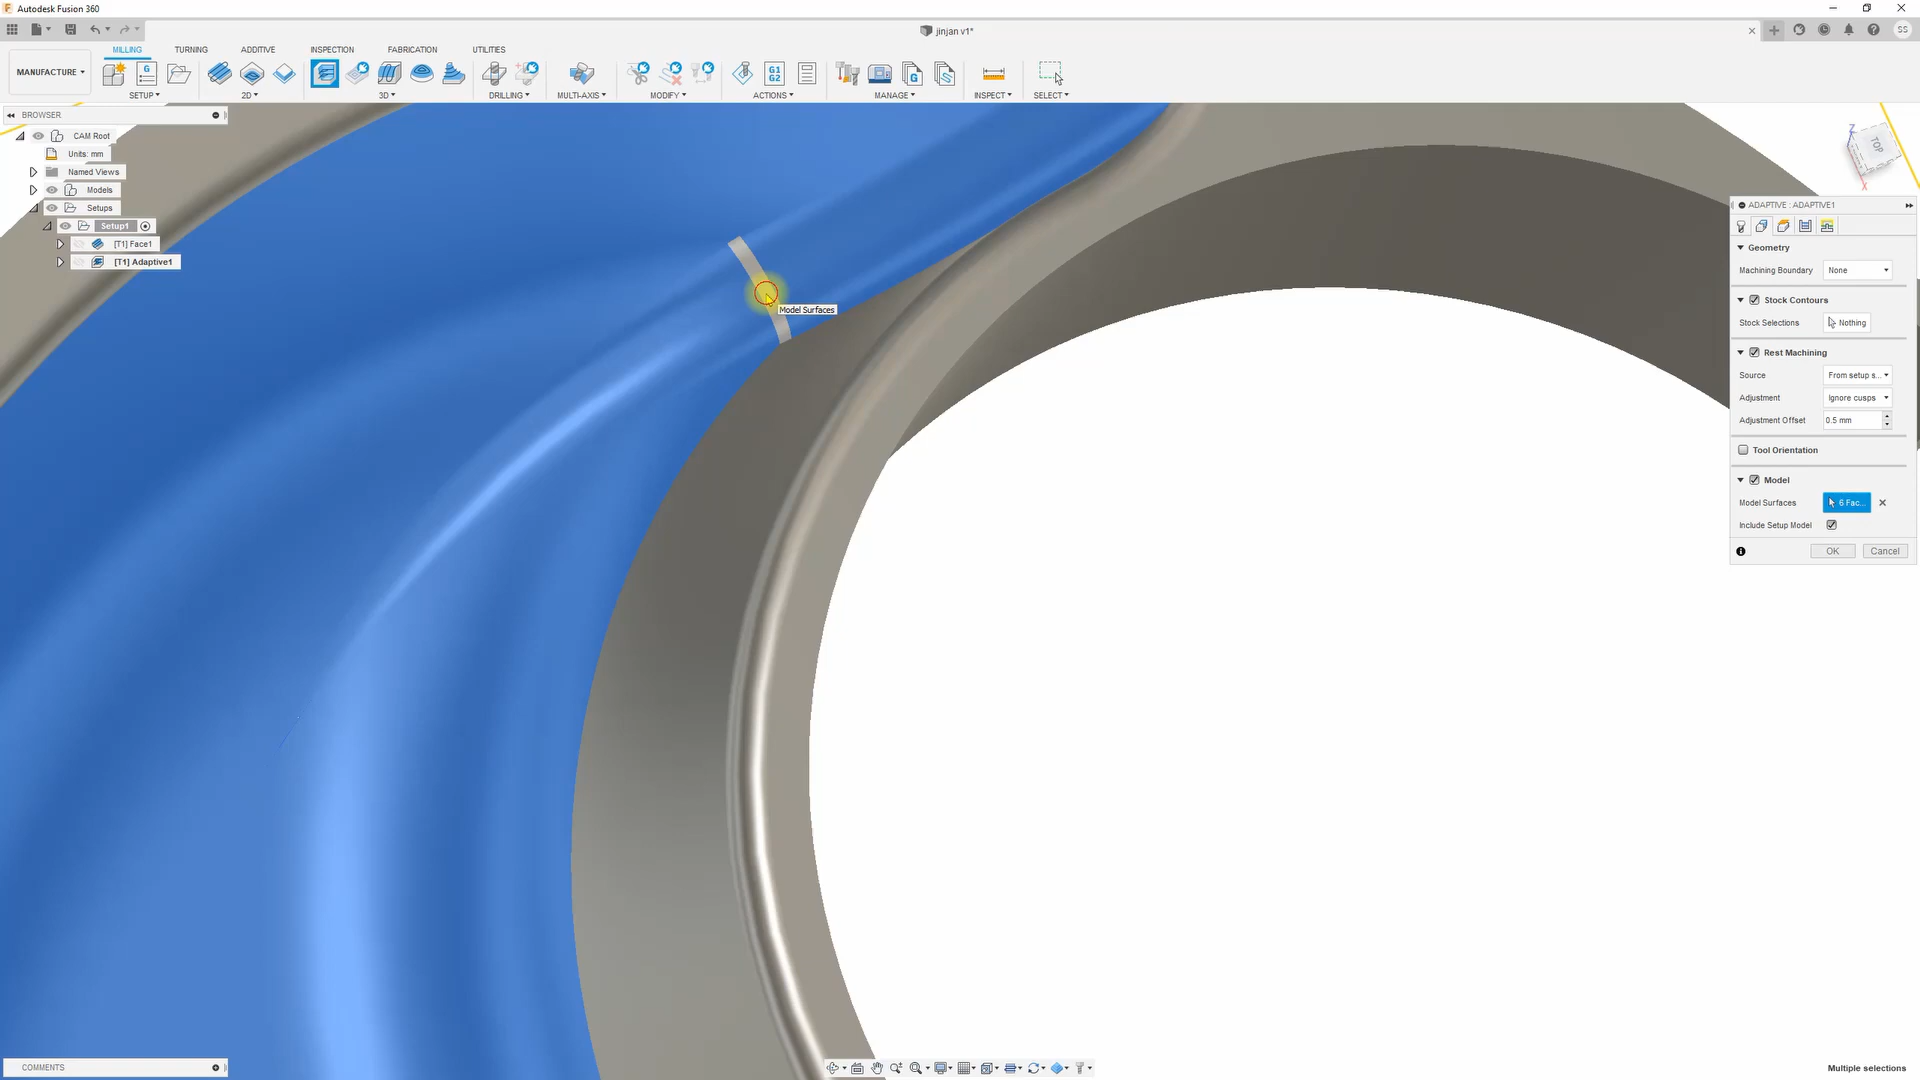 Autodesk Fusion 360
jinjan v1*
SS
MILLING TURNING ADDITIVE INSPECTION FABRICATION UTILITIES
MANUFACTURE
G1
G2
SETUP 2D 3D DRILLING MULTI-AXIS MODIFY ACTIONS MANAGE INSPECT SELECT
BROWSER
CAM Root
Units: mm
Named Views
Models
Setups
Setup1
[T1] Face1
[T1] Adaptive1
Model Surfaces
Z
TOP
X
ADAPTIVE : ADAPTIVE1
Geometry
Machining Boundary None
Stock Contours
Stock Selections Nothing
Rest Machining
Source From setup s...
Adjustment Ignore cusps
Adjustment Offset 0.5 mm
Tool Orientation
Model
Model Surfaces 6 Fac...
Include Setup Model
OK Cancel
COMMENTS
Multiple selections